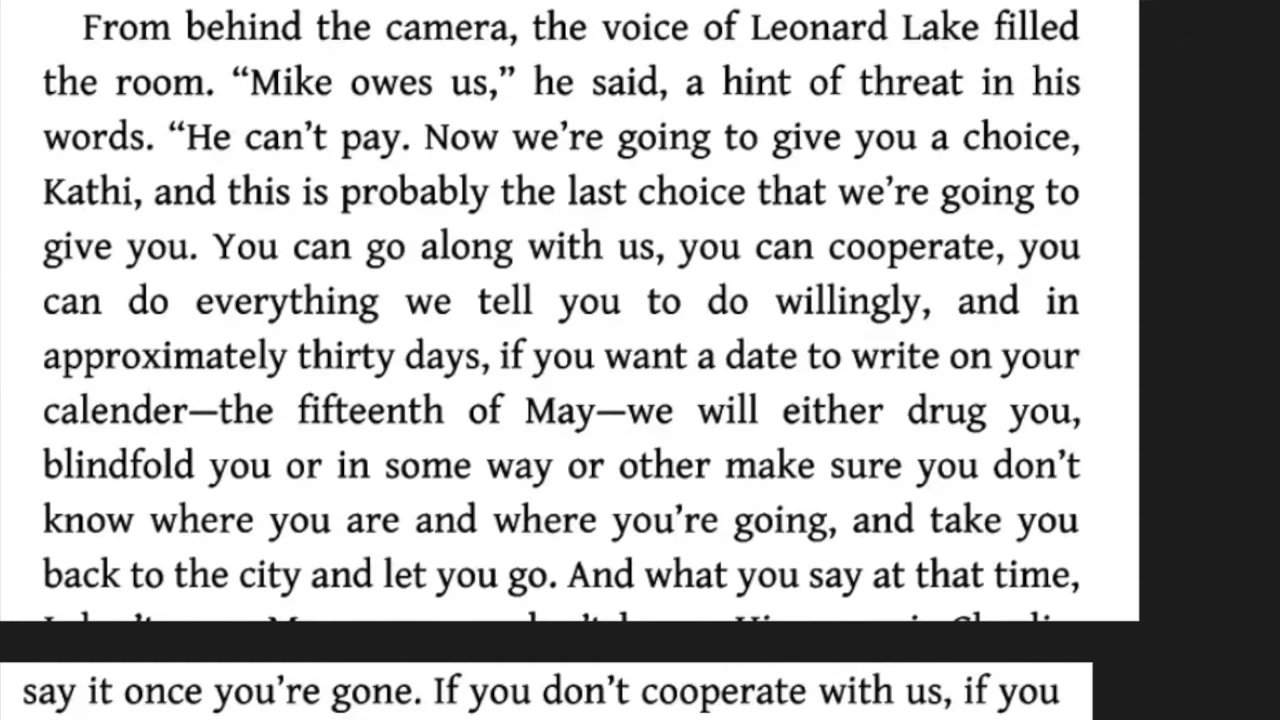 From behind the camera, the voice of Leonard Lake filled
the room. “Mike owes us,” he said, a hint of threat in his
words. “He can’t pay. Now we’re going to give you a choice,
Kathi, and this is probably the last choice that we’re going to
give you. You can go along with us, you can cooperate, you
can do everything we tell you to do willingly, and in
approximately thirty days, if you want a date to write on your
calender—the fifteenth of May—we will either drug you,
blindfold you or in some way or other make sure you don’t
know where you are and where you’re going, and take you
back to the city and let you go. And what you say at that time,
say it once you’re gone. If you don’t cooperate with us, if you